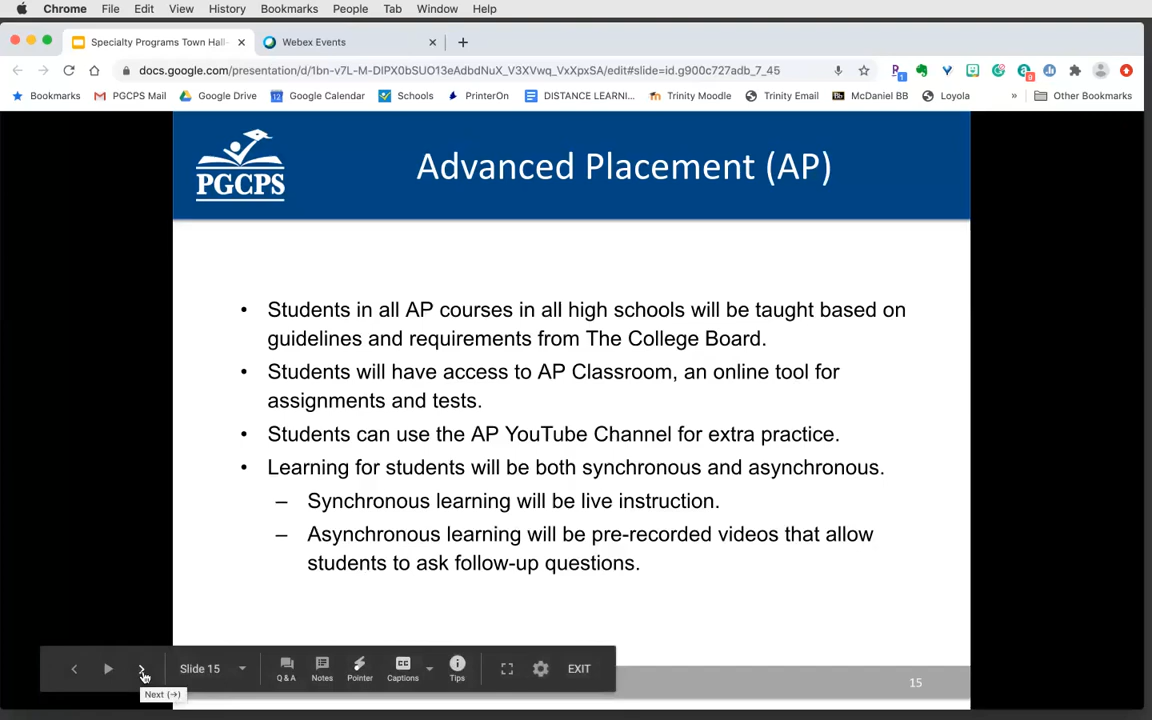 Chrome File Edit View History Bookmarks People Tab Window Help
Specialty Programs Town Hall- Webex Events
docs.google.com/presentation/d/1bn-v7L-M-DIPX0bSUO13eAdbdNuX_V3XVwq_VxXpxSA/edit#slide=id.g900c727adb_7_45
Bookmarks PGCPS Mail Google Drive Google Calendar Schools PrinterOn DISTANCE LEARNI... Trinity Moodle Trinity Email McDaniel BB Loyola » Other Bookmarks
PGCPS
Advanced Placement (AP)
• Students in all AP courses in all high schools will be taught based on
guidelines and requirements from The College Board.
• Students will have access to AP Classroom, an online tool for
assignments and tests.
• Students can use the AP YouTube Channel for extra practice.
• Learning for students will be both synchronous and asynchronous.
– Synchronous learning will be live instruction.
– Asynchronous learning will be pre-recorded videos that allow
students to ask follow-up questions.
Slide 15 Q & A Notes Pointer Captions Tips EXIT
15
Next (→)